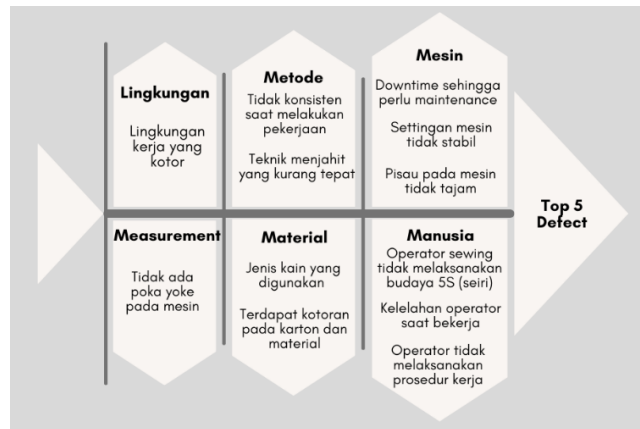 Lingkungan
Lingkungan
kerja yang
kotor
Metode
Tidak konsisten
saat melakukan
pekerjaan
Teknik menjahit
yang kurang tepat
Mesin
Downtime sehingga
perlu maintenance
Settingan mesin
tidak stabil
Pisau pada mesin
tidak tajam
Top 5
Defect
Measurement
Tidak ada
poka yoke
pada mesin
Material
Jenis kain yang
digunakan
Terdapat kotoran
pada karton dan
material
Manusia
Operator sewing
tidak melaksanakan
budaya 5S (seiri)
Kelelahan operator
saat bekerja
Operator tidak
melaksanakan
prosedur kerja